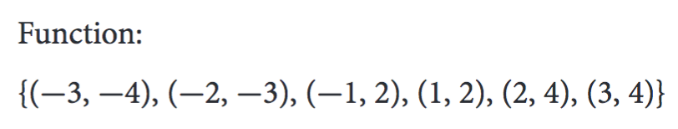 Function:
{(−3, −4), (−2, −3), (−1, 2), (1, 2), (2, 4), (3, 4)}